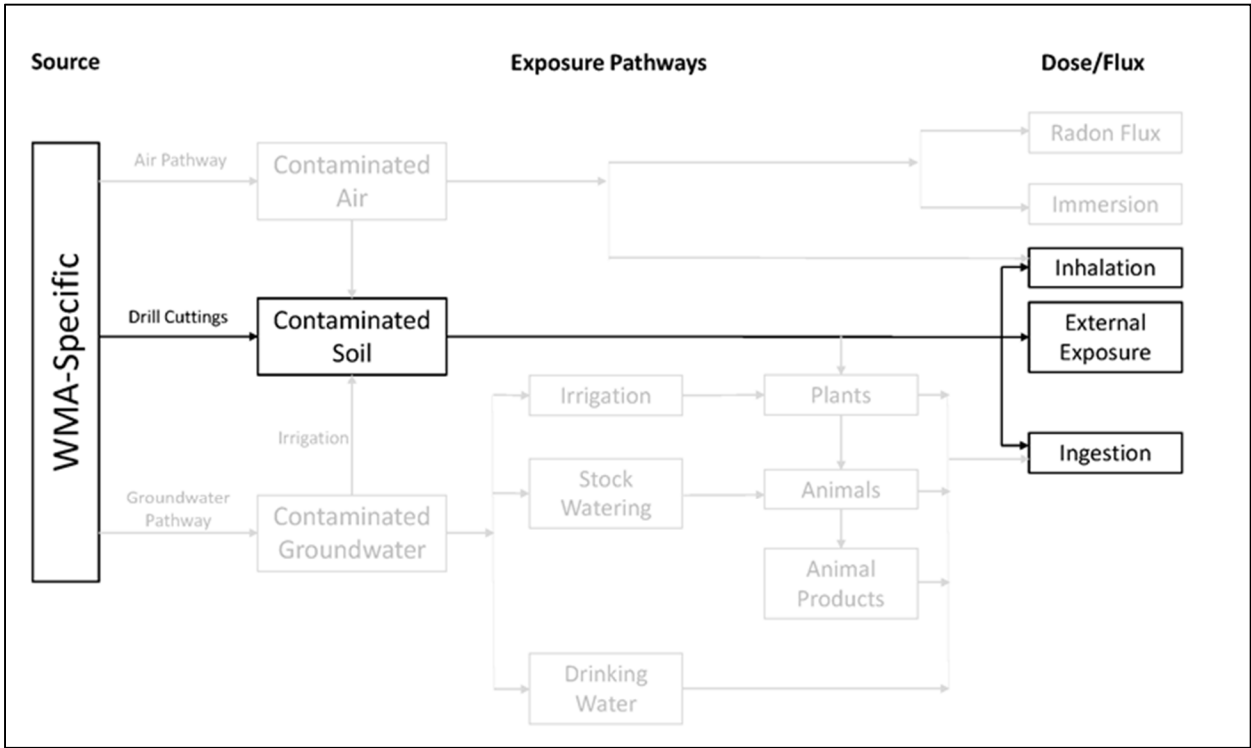 Source
Exposure Pathways
Dose/Flux
WMA-Specific
Air Pathway
Contaminated
Air
Radon Flux
Immersion
Inhalation
Drill Cuttings
Contaminated
Soil
External
Exposure
Irrigation
Irrigation
Plants
Ingestion
Groundwater
Pathway
Contaminated
Groundwater
Stock
Watering
Animals
Animal
Products
Drinking
Water